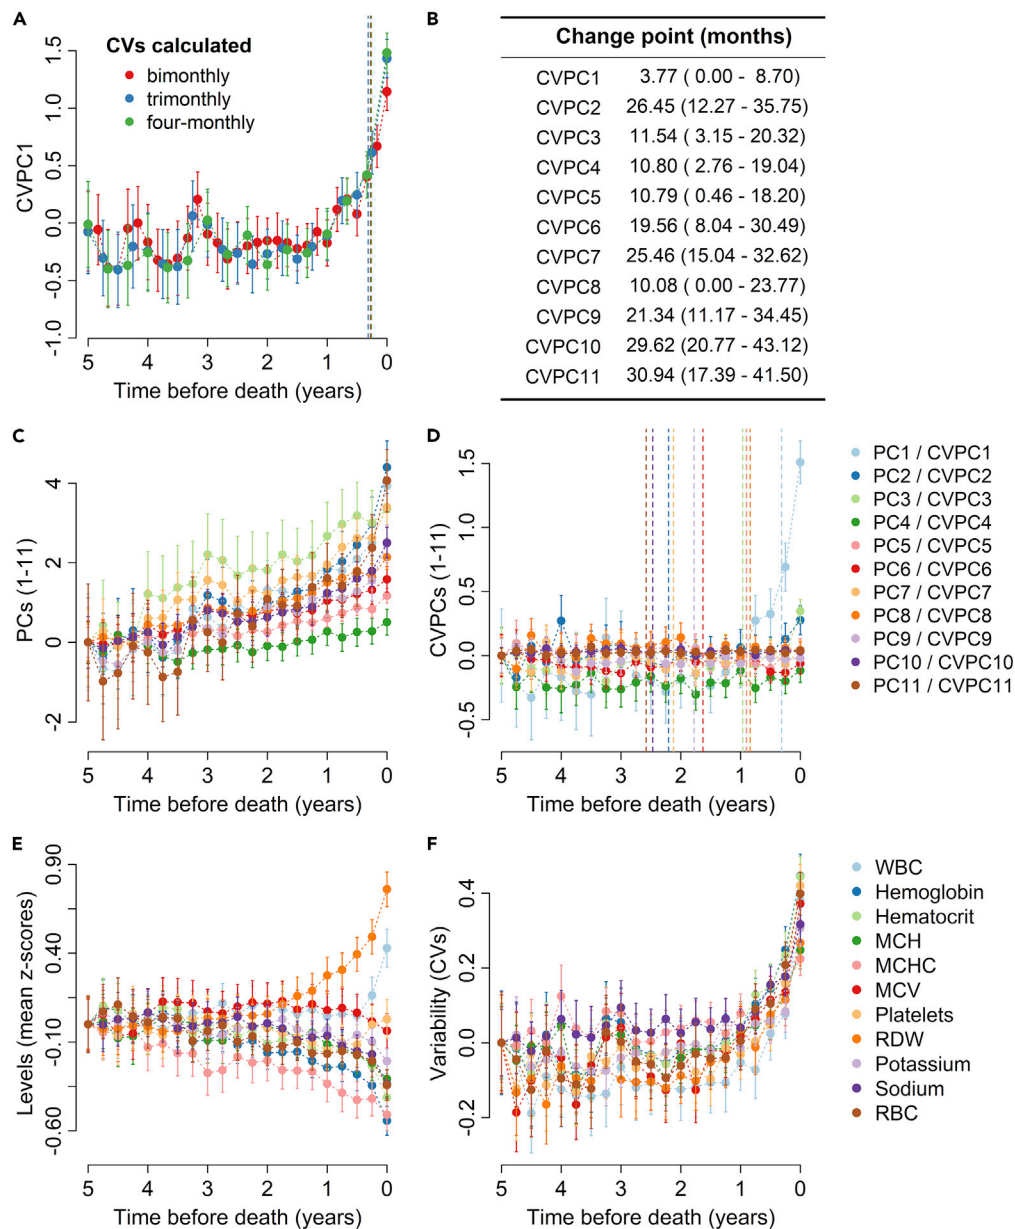 A
CVs calculated
bimonthly
trimonthly
four-monthly
CVPC1
1.5
1.0
0.5
0.0
-0.5
-1.0
5 4 3 2 1 0
Time before death (years)
B
Change point (months)
CVPC1 3.77 ( 0.00 - 8.70)
CVPC2 26.45 (12.27 - 35.75)
CVPC3 11.54 ( 3.15 - 20.32)
CVPC4 10.80 ( 2.76 - 19.04)
CVPC5 10.79 ( 0.46 - 18.20)
CVPC6 19.56 ( 8.04 - 30.49)
CVPC7 25.46 (15.04 - 32.62)
CVPC8 10.08 ( 0.00 - 23.77)
CVPC9 21.34 (11.17 - 34.45)
CVPC10 29.62 (20.77 - 43.12)
CVPC11 30.94 (17.39 - 41.50)
C
PCs (1-11)
4
2
0
-2
5 4 3 2 1 0
Time before death (years)
D
CVPCs (1-11)
1.5
1.0
0.5
0.0
-0.5
5 4 3 2 1 0
Time before death (years)
PC1 / CVPC1
PC2 / CVPC2
PC3 / CVPC3
PC4 / CVPC4
PC5 / CVPC5
PC6 / CVPC6
PC7 / CVPC7
PC8 / CVPC8
PC9 / CVPC9
PC10 / CVPC10
PC11 / CVPC11
E
Levels (mean z-scores)
0.90
0.40
-0.10
-0.60
5 4 3 2 1 0
Time before death (years)
F
Variability (CVs)
0.4
0.2
0.0
-0.2
5 4 3 2 1 0
Time before death (years)
WBC
Hemoglobin
Hematocrit
MCH
MCHC
MCV
Platelets
RDW
Potassium
Sodium
RBC